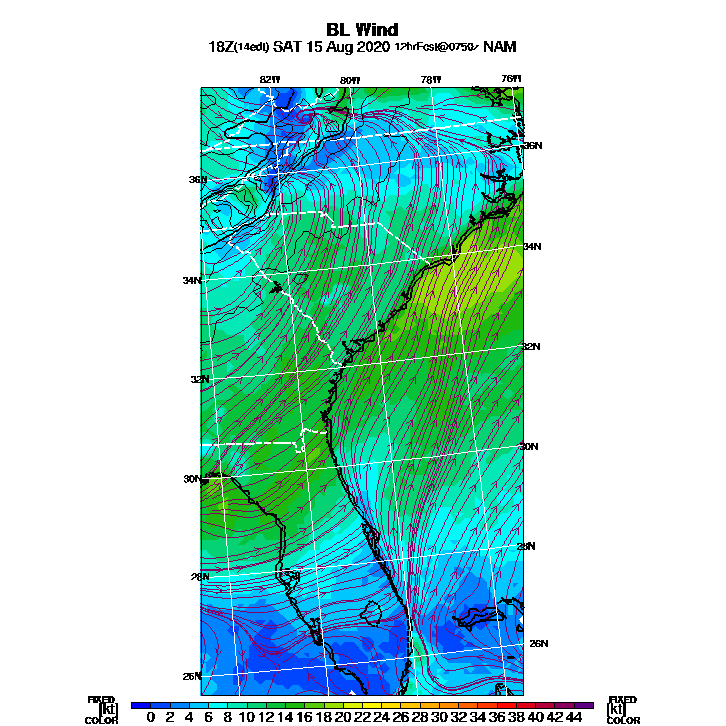 BL Wind
18Z(14edt) SAT 15 Aug 2020 12hrFcst@0750z NAM
82W 80W 78W 76W
36N
36N
34N
34N
32N
32N
30N
30N
28N
28N
26N
26N
FIXED FIXED
[kt] [kt]
COLOR COLOR
0 2 4 6 8 10 12 14 16 18 20 22 24 26 28 30 32 34 36 38 40 42 44